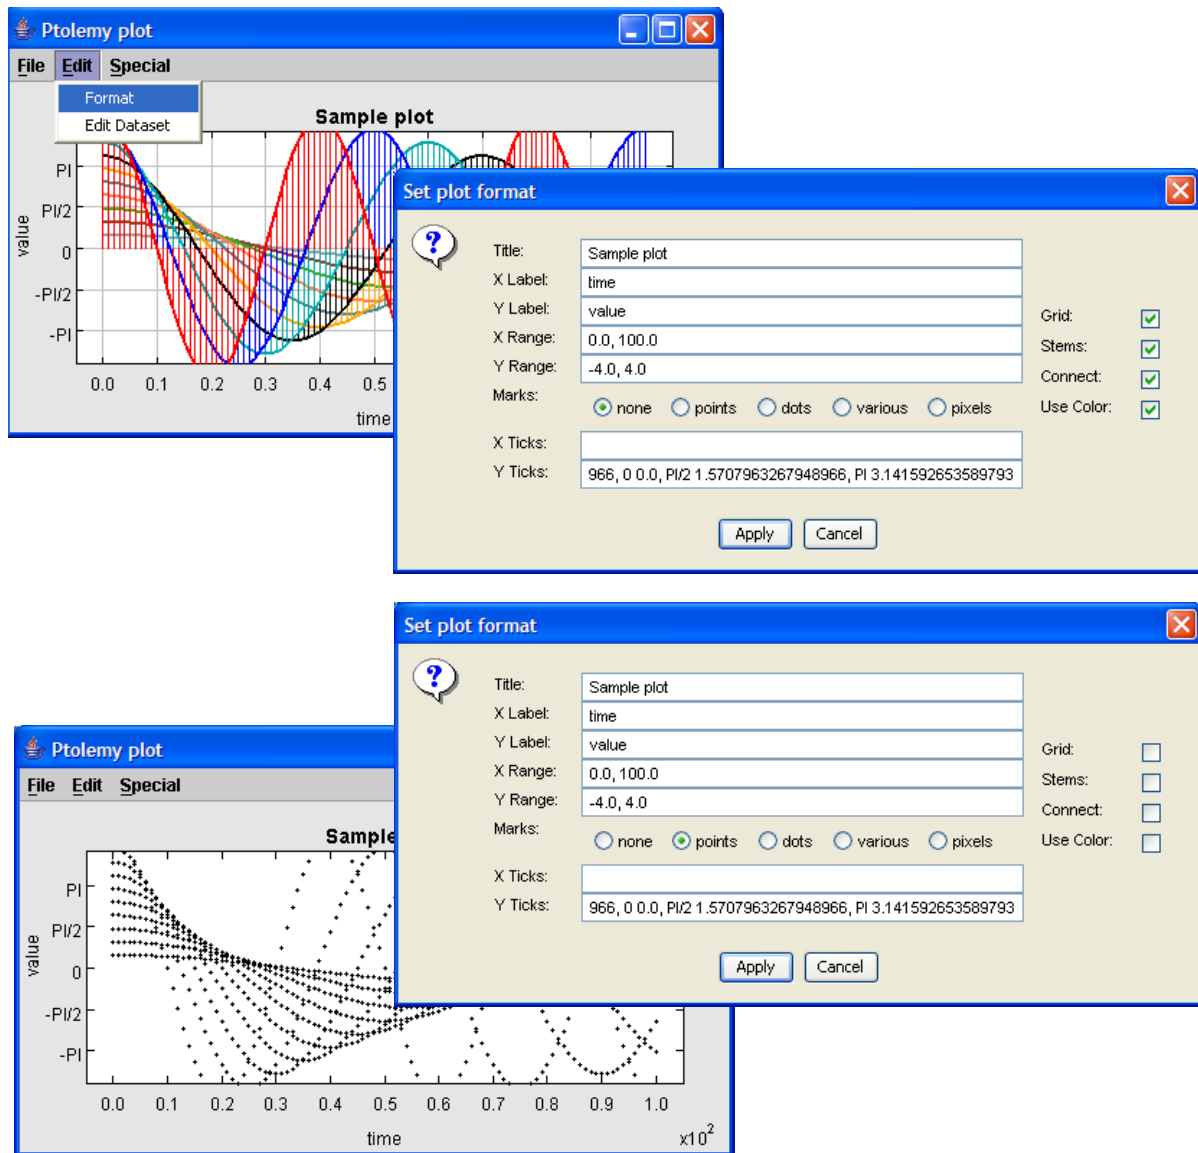 Ptolemy plot
File Edit Special
Format
Edit Dataset
Sample plot
PI
PI/2
0
-PI/2
-PI
value
0.0 0.1 0.2 0.3 0.4 0.5
time
Set plot format
?
Title: Sample plot
X Label: time
Y Label: value
X Range: 0.0, 100.0
Y Range: -4.0, 4.0
Marks: none points dots various pixels
X Ticks:
Y Ticks: 966, 0 0.0, PI/2 1.5707963267948966, PI 3.141592653589793
Grid:
Stems:
Connect:
Use Color:
Apply Cancel
Set plot format
?
Title: Sample plot
X Label: time
Y Label: value
X Range: 0.0, 100.0
Y Range: -4.0, 4.0
Marks: none points dots various pixels
X Ticks:
Y Ticks: 966, 0 0.0, PI/2 1.5707963267948966, PI 3.141592653589793
Grid:
Stems:
Connect:
Use Color:
Apply Cancel
Ptolemy plot
File Edit Special
Sample
PI
PI/2
0
-PI/2
-PI
value
0.0 0.1 0.2 0.3 0.4 0.5 0.6 0.7 0.8 0.9 1.0
time x10²